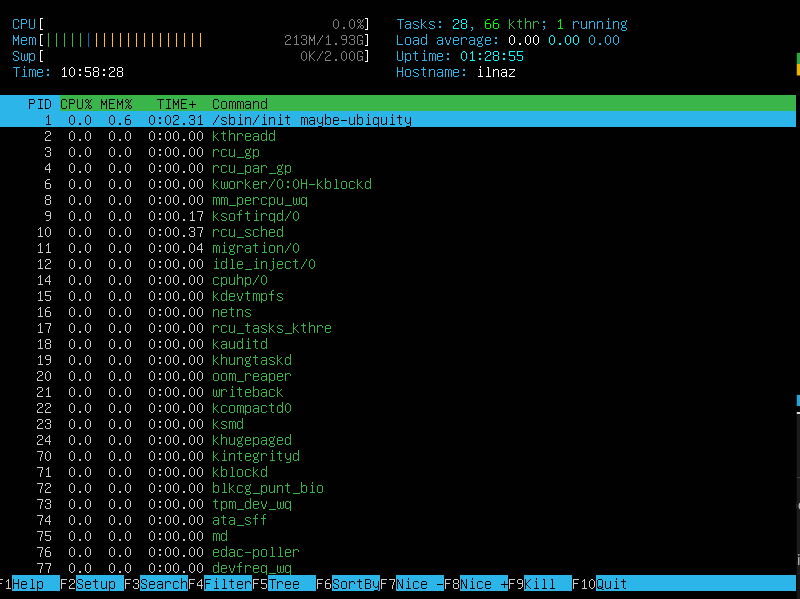 CPU[ 0.0%] Tasks: 28, 66 kthr; 1 running
Mem[|||||||||||||||||||| 213M/1.93G] Load average: 0.00 0.00 0.00
Swp[ 0K/2.00G] Uptime: 01:28:55
Time: 10:58:28 Hostname: ilnaz
PID CPU% MEM% TIME+ Command
1 0.0 0.6 0:02.31 /sbin/init maybe-ubiquity
2 0.0 0.0 0:00.00 kthreadd
3 0.0 0.0 0:00.00 rcu_gp
4 0.0 0.0 0:00.00 rcu_par_gp
6 0.0 0.0 0:00.00 kworker/0:0H-kblockd
8 0.0 0.0 0:00.00 mm_percpu_wq
9 0.0 0.0 0:00.17 ksoftirqd/0
10 0.0 0.0 0:00.37 rcu_sched
11 0.0 0.0 0:00.04 migration/0
12 0.0 0.0 0:00.00 idle_inject/0
14 0.0 0.0 0:00.00 cpuhp/0
15 0.0 0.0 0:00.00 kdevtmpfs
16 0.0 0.0 0:00.00 netns
17 0.0 0.0 0:00.00 rcu_tasks_kthre
18 0.0 0.0 0:00.00 kauditd
19 0.0 0.0 0:00.00 khungtaskd
20 0.0 0.0 0:00.00 oom_reaper
21 0.0 0.0 0:00.00 writeback
22 0.0 0.0 0:00.00 kcompactd0
23 0.0 0.0 0:00.00 ksmd
24 0.0 0.0 0:00.00 khugepaged
70 0.0 0.0 0:00.00 kintegrityd
71 0.0 0.0 0:00.00 kblockd
72 0.0 0.0 0:00.00 blkcg_punt_bio
73 0.0 0.0 0:00.00 tpm_dev_wq
74 0.0 0.0 0:00.00 ata_sff
75 0.0 0.0 0:00.00 md
76 0.0 0.0 0:00.00 edac-poller
77 0.0 0.0 0:00.00 devfreq_wq
F1Help F2Setup F3SearchF4FilterF5Tree F6SortByF7Nice -F8Nice +F9Kill F10Quit